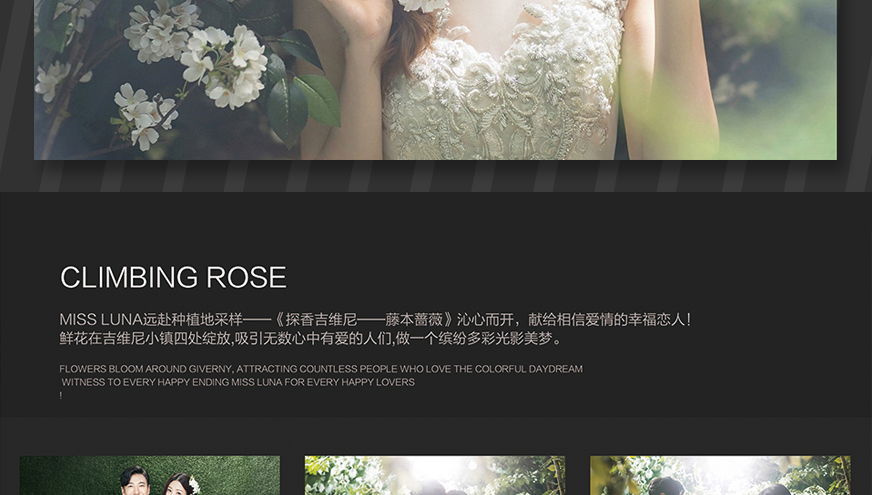 CLIMBING ROSE
MISS LUNA远赴种植地采样——《探香吉维尼——藤本蔷薇》沁心而开，献给相信爱情的幸福恋人!
鲜花在吉维尼小镇四处绽放,吸引无数心中有爱的人们,做一个缤纷多彩光影美梦。
FLOWERS BLOOM AROUND GIVERNY, ATTRACTING COUNTLESS PEOPLE WHO LOVE THE COLORFUL DAYDREAM
WITNESS TO EVERY HAPPY ENDING MISS LUNA FOR EVERY HAPPY LOVERS
!